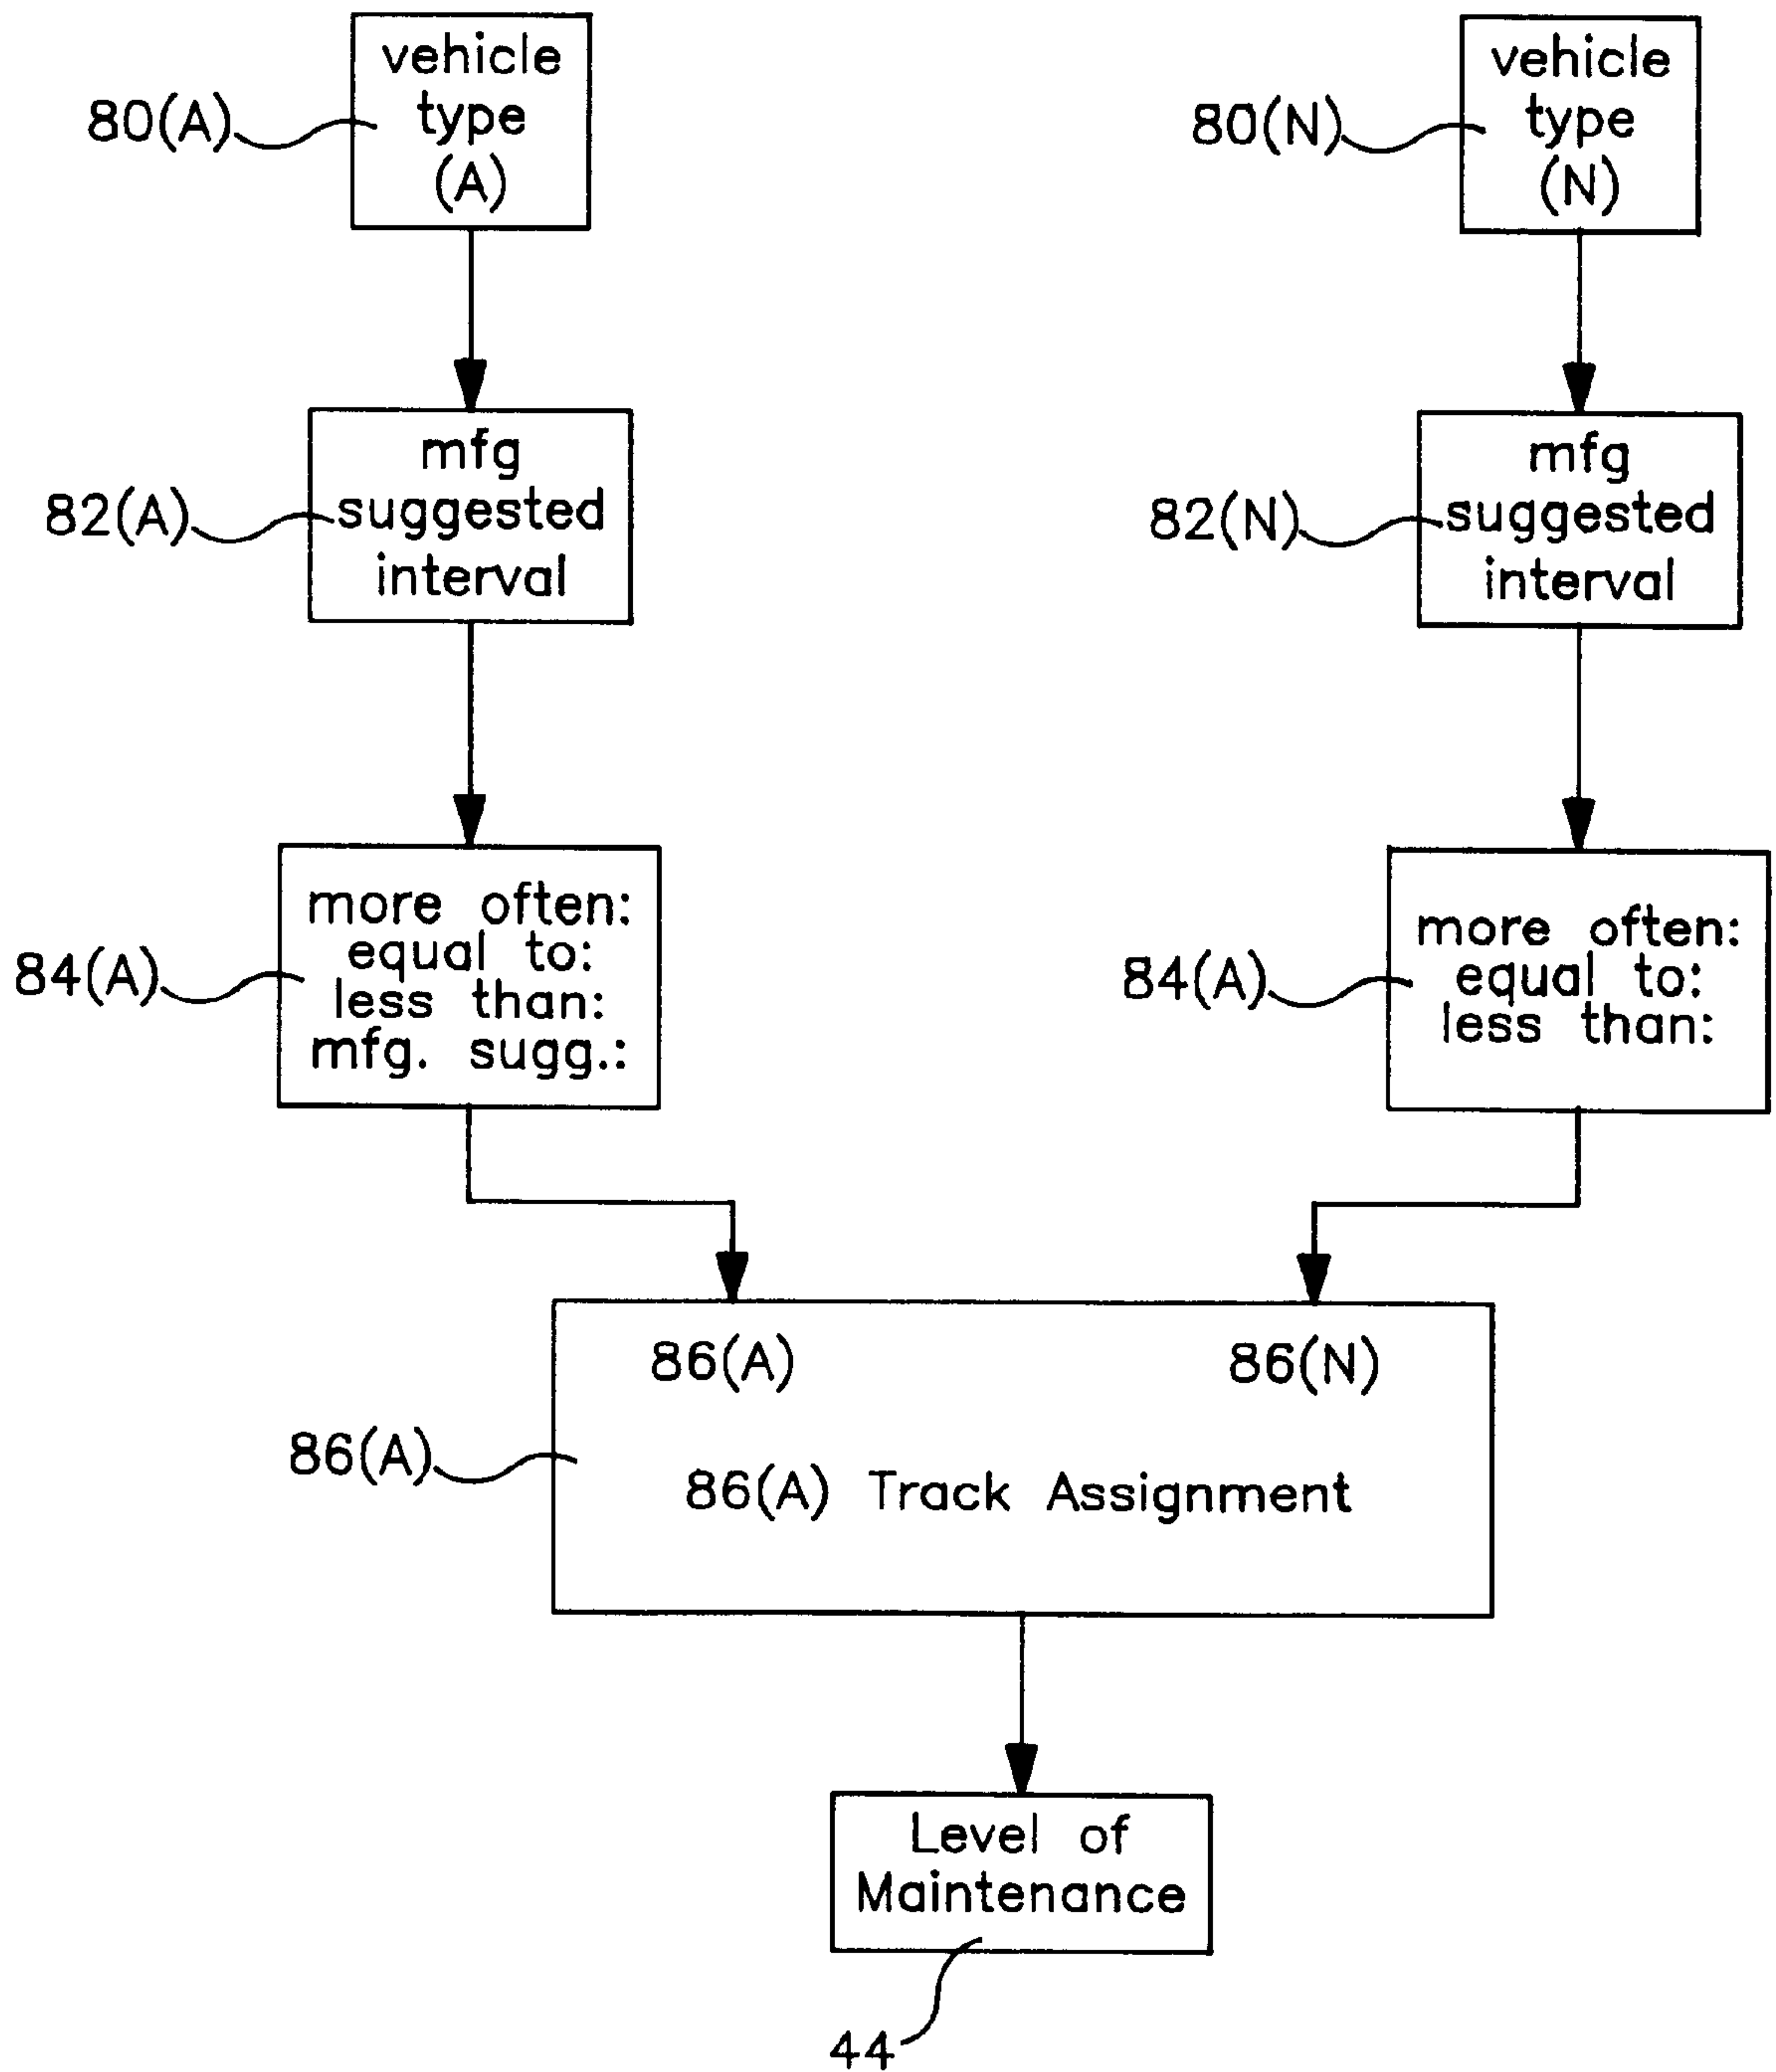 vehicle
type
(A)
80(A)
vehicle
type
(N)
80(N)
mfg
suggested
interval
82(A)
mfg
suggested
interval
82(N)
more often:
equal to:
less than:
mfg. sugg.:
84(A)
more often:
equal to:
less than:
84(A)
86(A)
86(N)
86(A)
86(A) Track Assignment
Level of
Maintenance
44